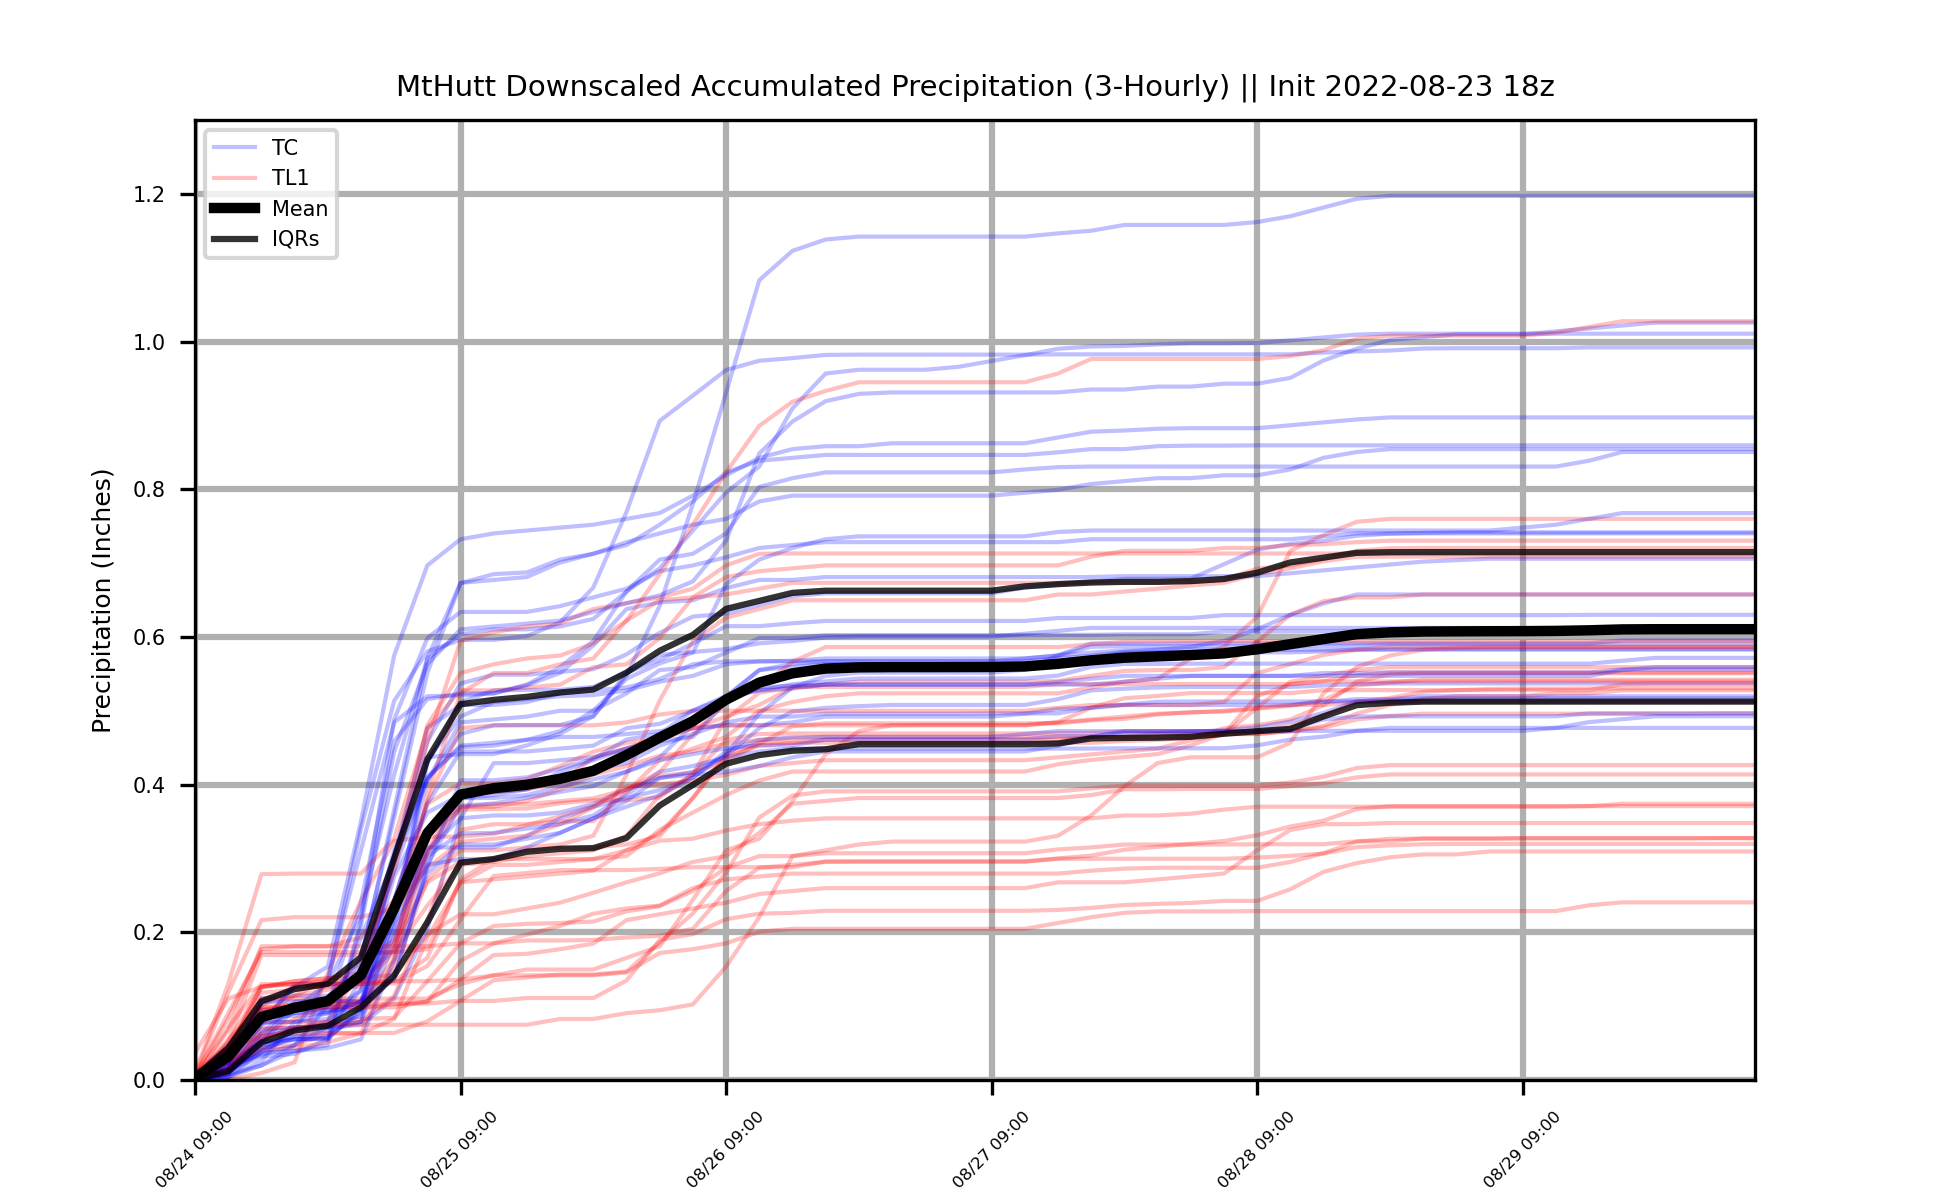 MtHutt Downscaled Accumulated Precipitation (3-Hourly) || Init 2022-08-23 18z
TC
TL1
Mean
IQRs
Precipitation (Inches)
1.2
1.0
0.8
0.6
0.4
0.2
0.0
08/24 09:00
08/25 09:00
08/26 09:00
08/27 09:00
08/28 09:00
08/29 09:00